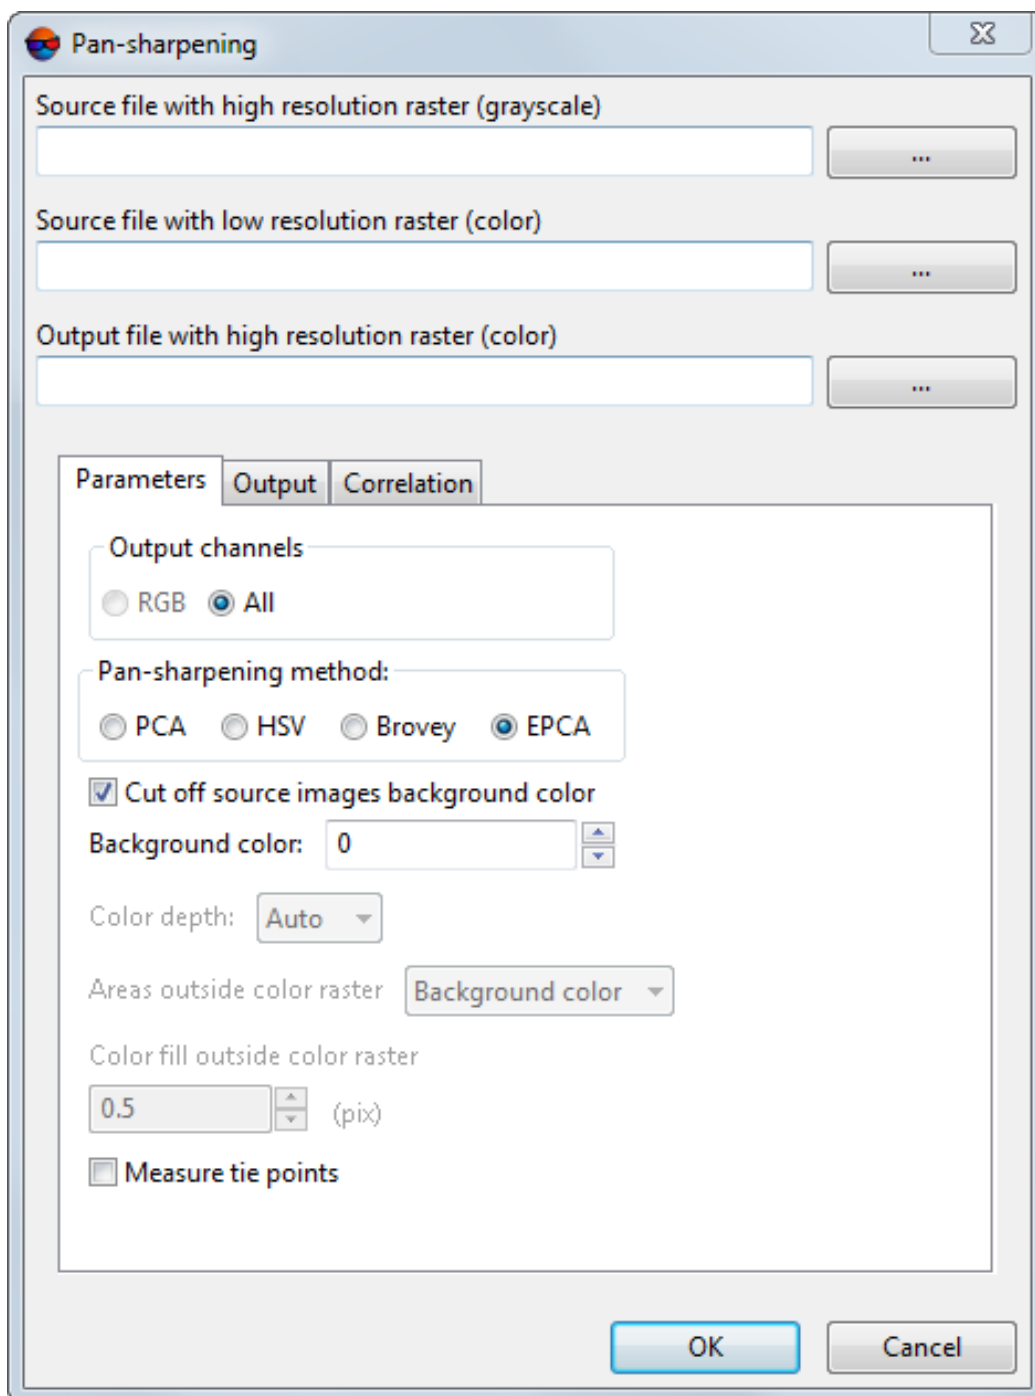 Pan-sharpening
Source file with high resolution raster (grayscale)
...
Source file with low resolution raster (color)
...
Output file with high resolution raster (color)
...
Parameters Output Correlation
Output channels
RGB All
Pan-sharpening method:
PCA HSV Brovey EPCA
Cut off source images background color
Background color: 0
Color depth: Auto
Areas outside color raster Background color
Color fill outside color raster
0.5 (pix)
Measure tie points
OK Cancel